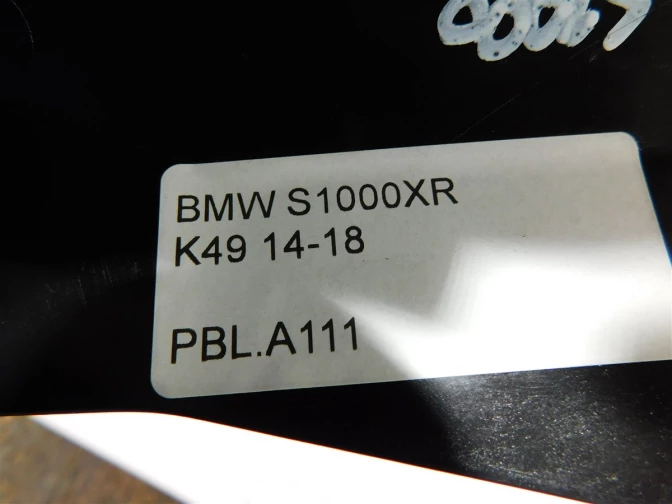 BMW S1000XR
K49 14-18
PBL.A111